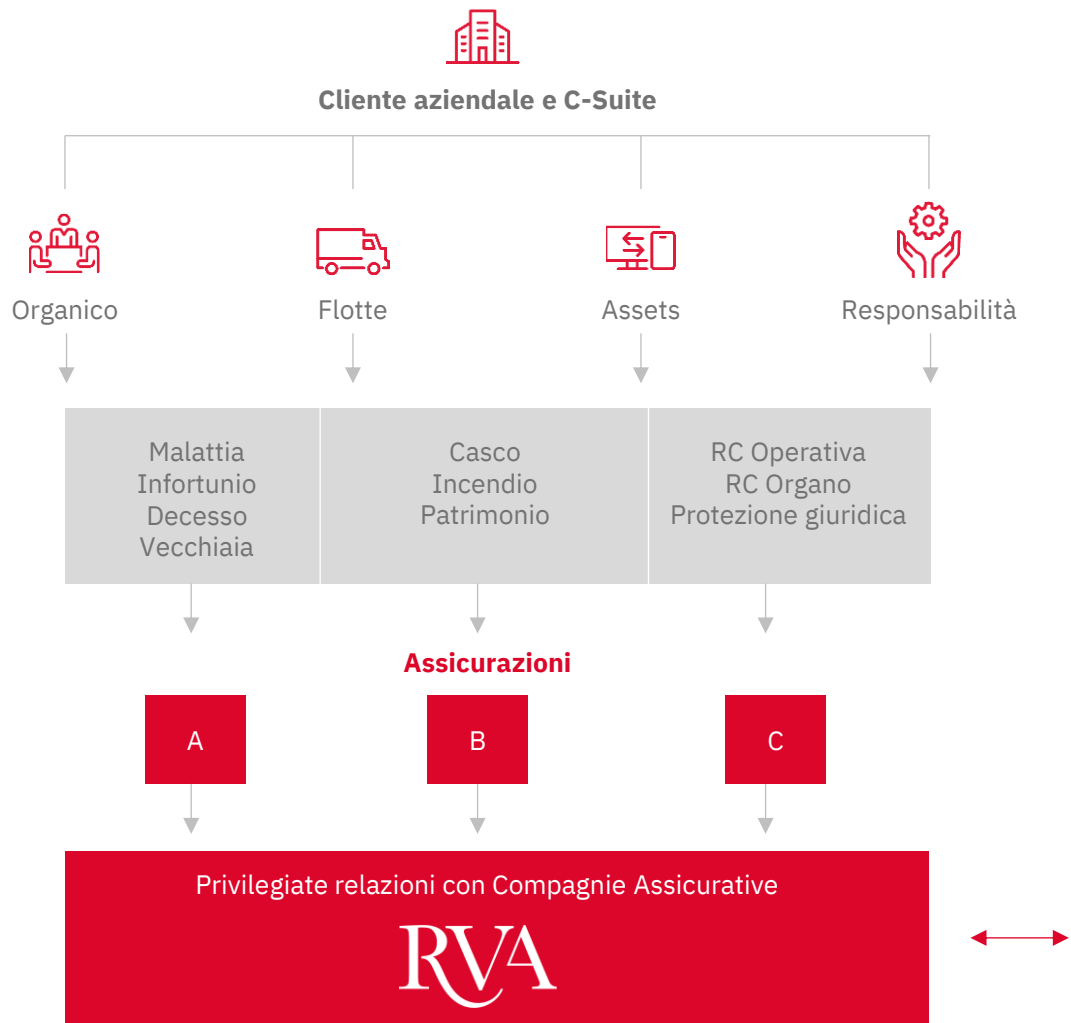 Cliente aziendale e C-Suite
Organico
Flotte
Assets
Responsabilità
Malattia
Infortunio
Decesso
Vecchiaia
Casco
Incendio
Patrimonio
RC Operativa
RC Organo
Protezione giuridica
Assicurazioni
A
B
C
Privilegiate relazioni con Compagnie Assicurative
RVA